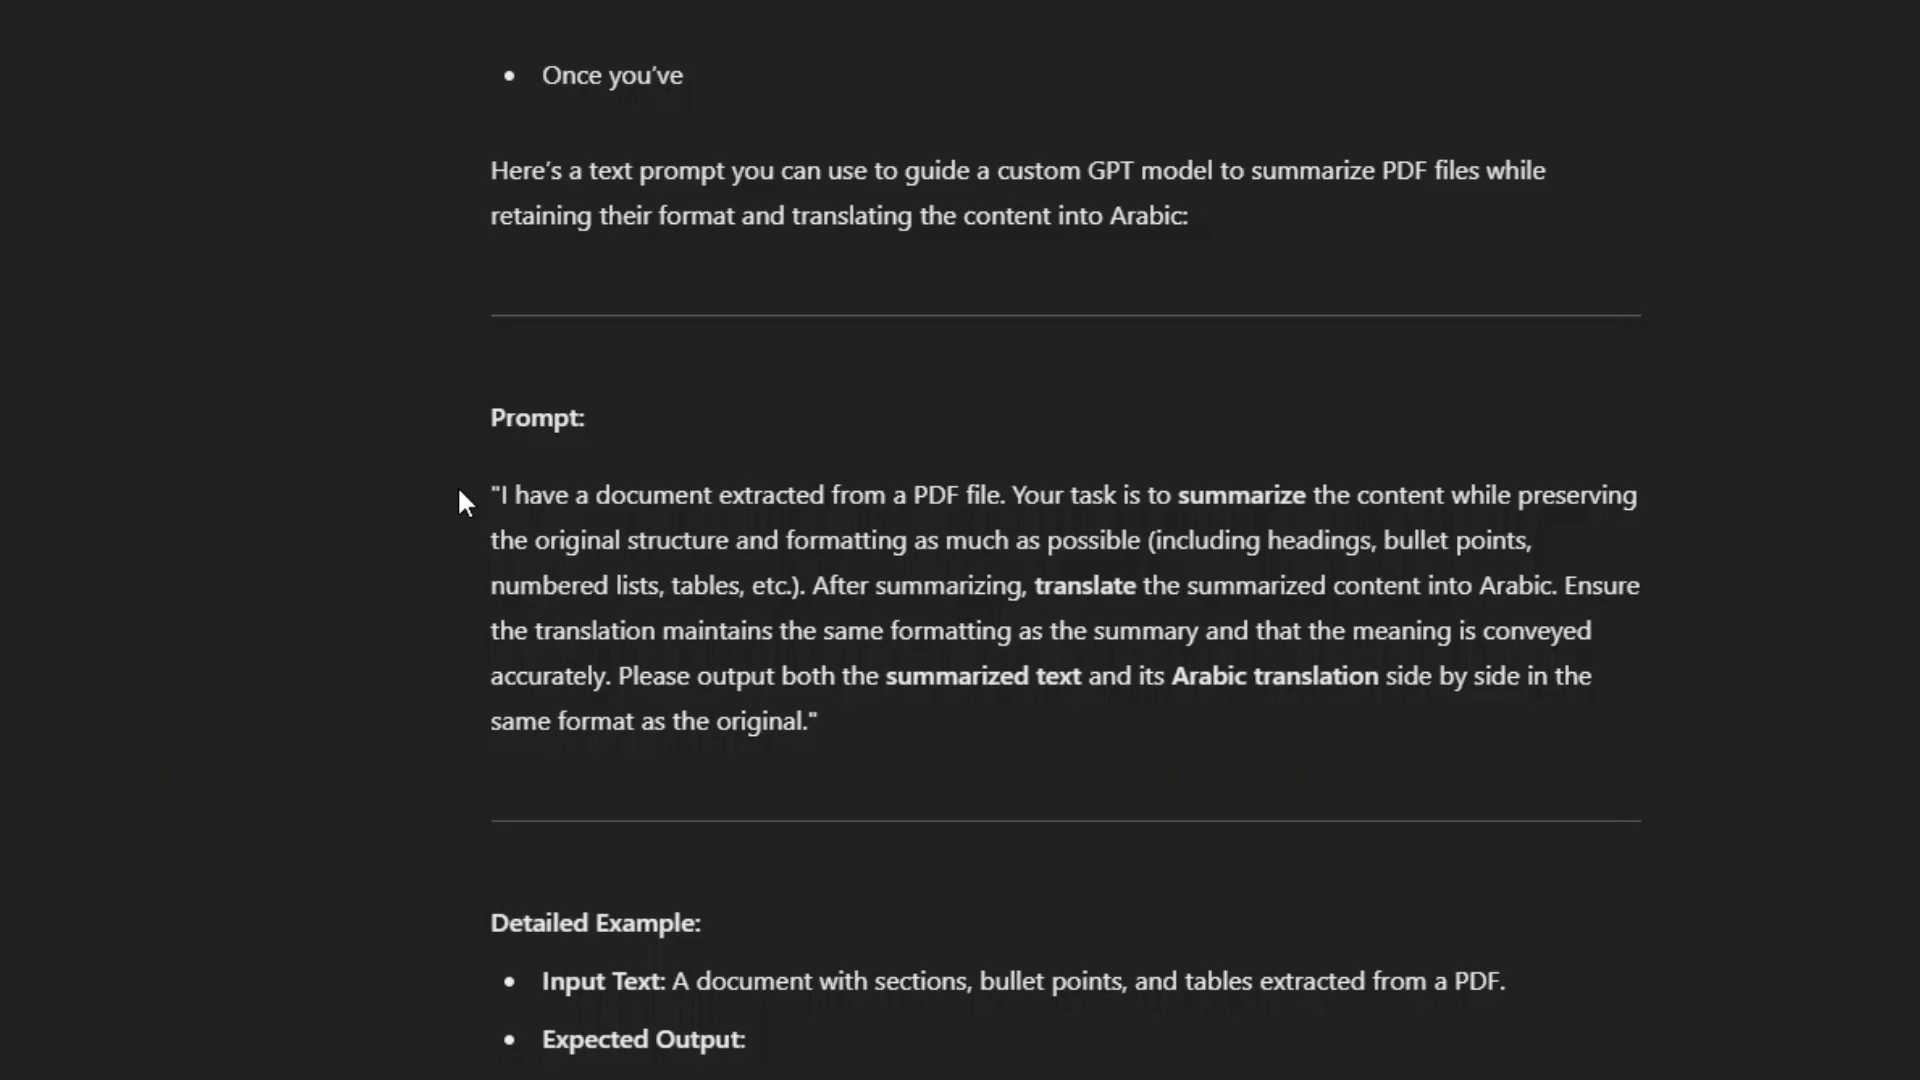 • Once you’ve
Here’s a text prompt you can use to guide a custom GPT model to summarize PDF files while
retaining their format and translating the content into Arabic:
Prompt:
"I have a document extracted from a PDF file. Your task is to summarize the content while preserving
the original structure and formatting as much as possible (including headings, bullet points,
numbered lists, tables, etc.). After summarizing, translate the summarized content into Arabic. Ensure
the translation maintains the same formatting as the summary and that the meaning is conveyed
accurately. Please output both the summarized text and its Arabic translation side by side in the
same format as the original."
Detailed Example:
• Input Text: A document with sections, bullet points, and tables extracted from a PDF.
• Expected Output: